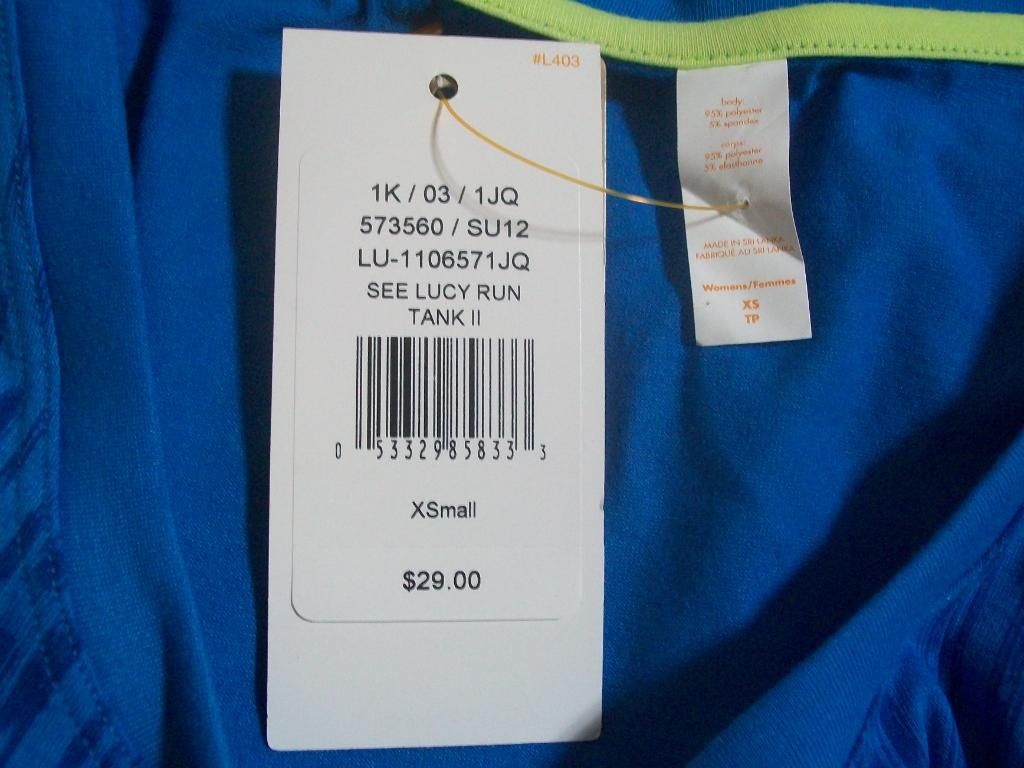 #L403
1K / 03 / 1JQ
573560 / SU12
LU-1106571JQ
SEE LUCY RUN
TANK II
0 53329 85833 3
XSmall
$29.00
body:
95% polyester
5% spandex
corps:
95% polyester
5% elasthanne
MADE IN SRI LANKA
FABRIQUÉ AU SRI LANKA
Womens/Femmes
XS
TP